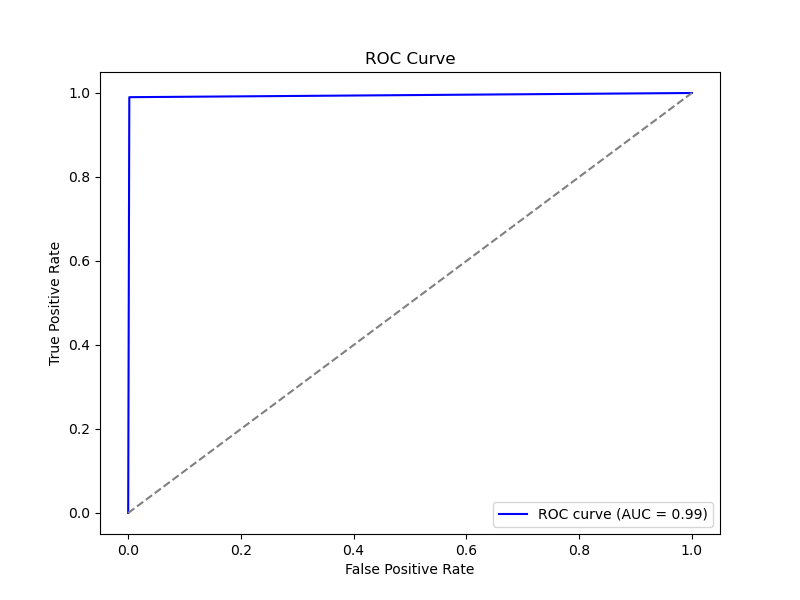 ROC Curve
True Positive Rate
1.0
0.8
0.6
0.4
0.2
0.0
ROC curve (AUC = 0.99)
0.0 0.2 0.4 0.6 0.8 1.0
False Positive Rate